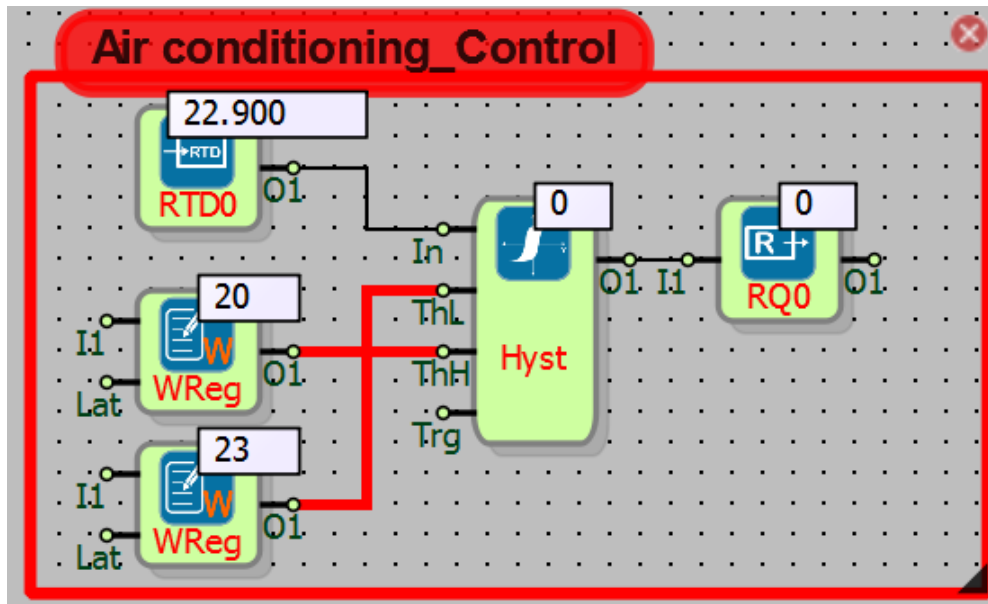 Air conditioning_Control
22.900
RTD
RTD0
O1
0
0
In
R
O1
I1
RQ0
O1
20
I1
W
WReg
O1
Lat
ThL
ThH
Hyst
Trg
23
I1
W
WReg
O1
Lat